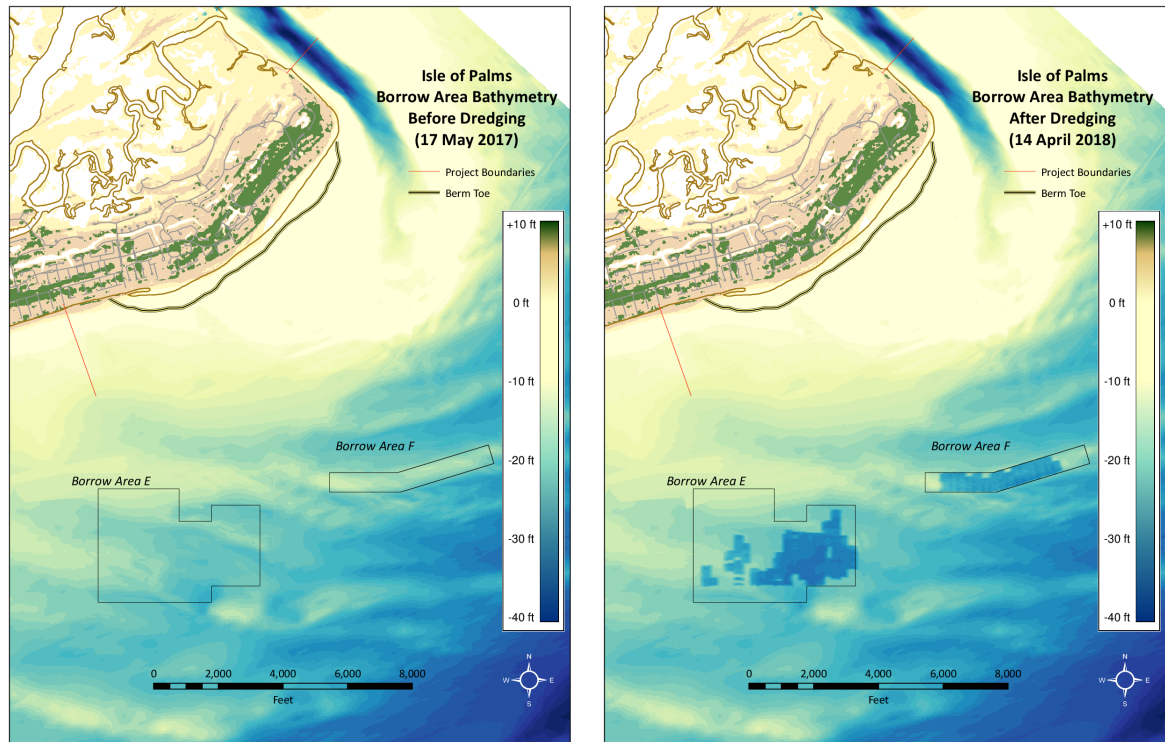 Isle of Palms
Borrow Area Bathymetry
Before Dredging
(17 May 2017)
Project Boundaries
Berm Toe
+10 ft
0 ft
-10 ft
-20 ft
-30 ft
-40 ft
Borrow Area F
Borrow Area E
0 2,000 4,000 6,000 8,000
Feet
N
W E
S
Isle of Palms
Borrow Area Bathymetry
After Dredging
(14 April 2018)
Project Boundaries
Berm Toe
+10 ft
0 ft
-10 ft
-20 ft
-30 ft
-40 ft
Borrow Area F
Borrow Area E
0 2,000 4,000 6,000 8,000
Feet
N
W E
S